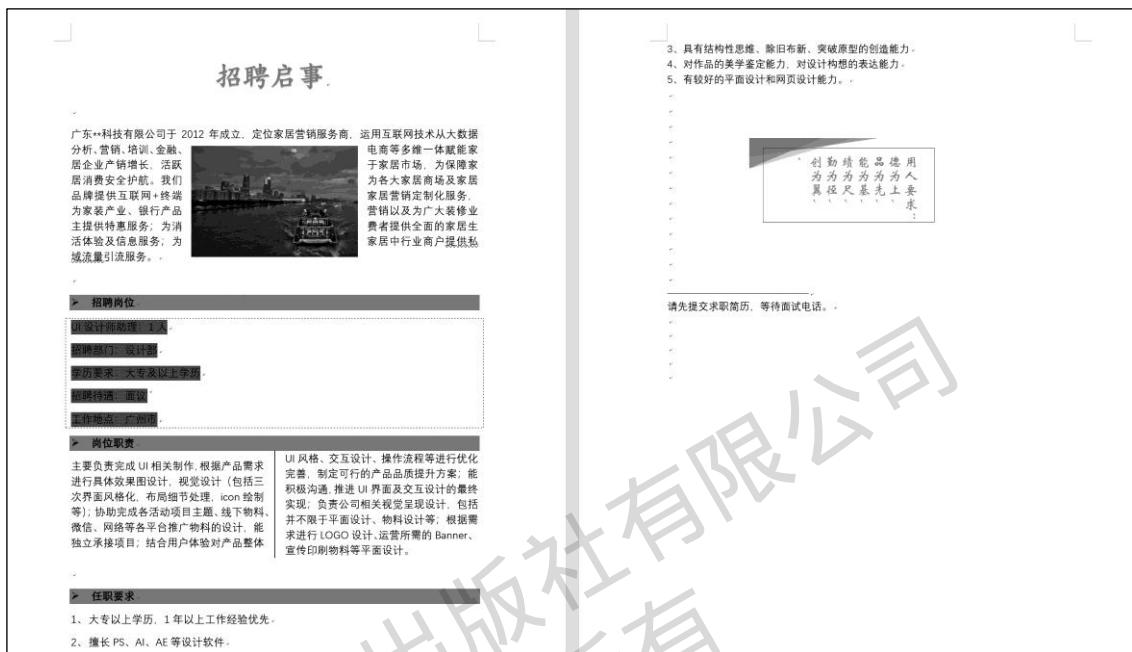 招聘启事
广东**科技有限公司于 2012 年成立，定位家居营销服务商，运用互联网技术从大数据
分析、营销、培训、金融、电商等多维一体赋能家
居企业产销增长，活跃于家居市场，为保障家
居消费安全护航。我们为各大家居商场及家居
品牌提供互联网+终端家居营销定制化服务，
为家装产业、银行产品营销以及为广大装修业
主提供特惠服务；为消费者提供全面的家居生
活体验及信息服务；为家居中行业商户提供私
域流量引流服务。
➢ 招聘岗位
UI 设计师助理：1 人
招聘部门：设计部
学历要求：大专及以上学历
招聘待遇：面议
工作地点：广州市
➢ 岗位职责
主要负责完成 UI 相关制作，根据产品需求
进行具体效果图设计，视觉设计（包括三
次界面风格化，布局细节处理，icon 绘制
等）；协助完成各活动项目主题、线下物料、
微信、网络等各平台推广物料的设计，能
独立承接项目；结合用户体验对产品整体
UI 风格、交互设计、操作流程等进行优化
完善，制定可行的产品品质提升方案；能
积极沟通，推进 UI 界面及交互设计的最终
实现；负责公司相关视觉呈现设计，包括
并不限于平面设计、物料设计等；根据需
求进行 LOGO 设计、运营所需的 Banner、
宣传印刷物料等平面设计。
➢ 任职要求
1、大专以上学历，1 年以上工作经验优先
2、擅长 PS、AI、AE 等设计软件
3、具有结构性思维、除旧布新、突破原型的创造能力
4、对作品的美学鉴定能力，对设计构想的表达能力
5、有较好的平面设计和网页设计能力。
用人要求：
德为上、
品为先、
能为基、
绩为尺、
勤为径、
创为翼、
请先提交求职简历，等待面试电话。
出版社有限公司
有